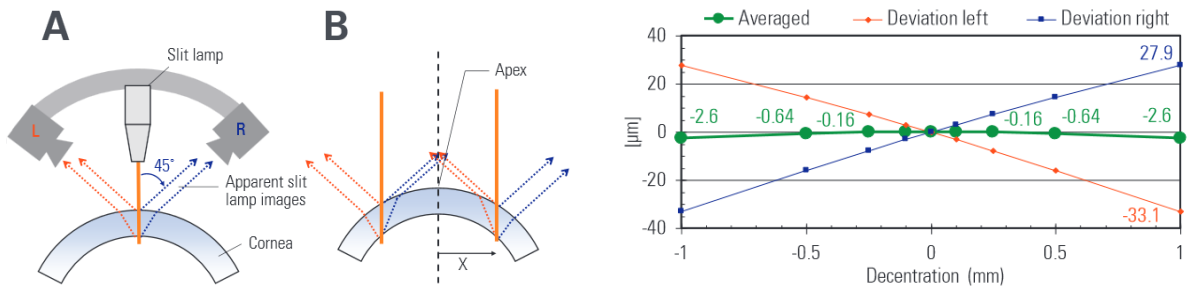 A
Slit lamp
L
R
45°
Apparent slit
lamp images
Cornea
B
Apex
X
Averaged
Deviation left
Deviation right
[µm]
40
20
0
-20
-40
27.9
-2.6
-0.64
-0.16
-0.16
-0.64
-2.6
-33.1
-1
-0.5
0
0.5
1
Decentration (mm)